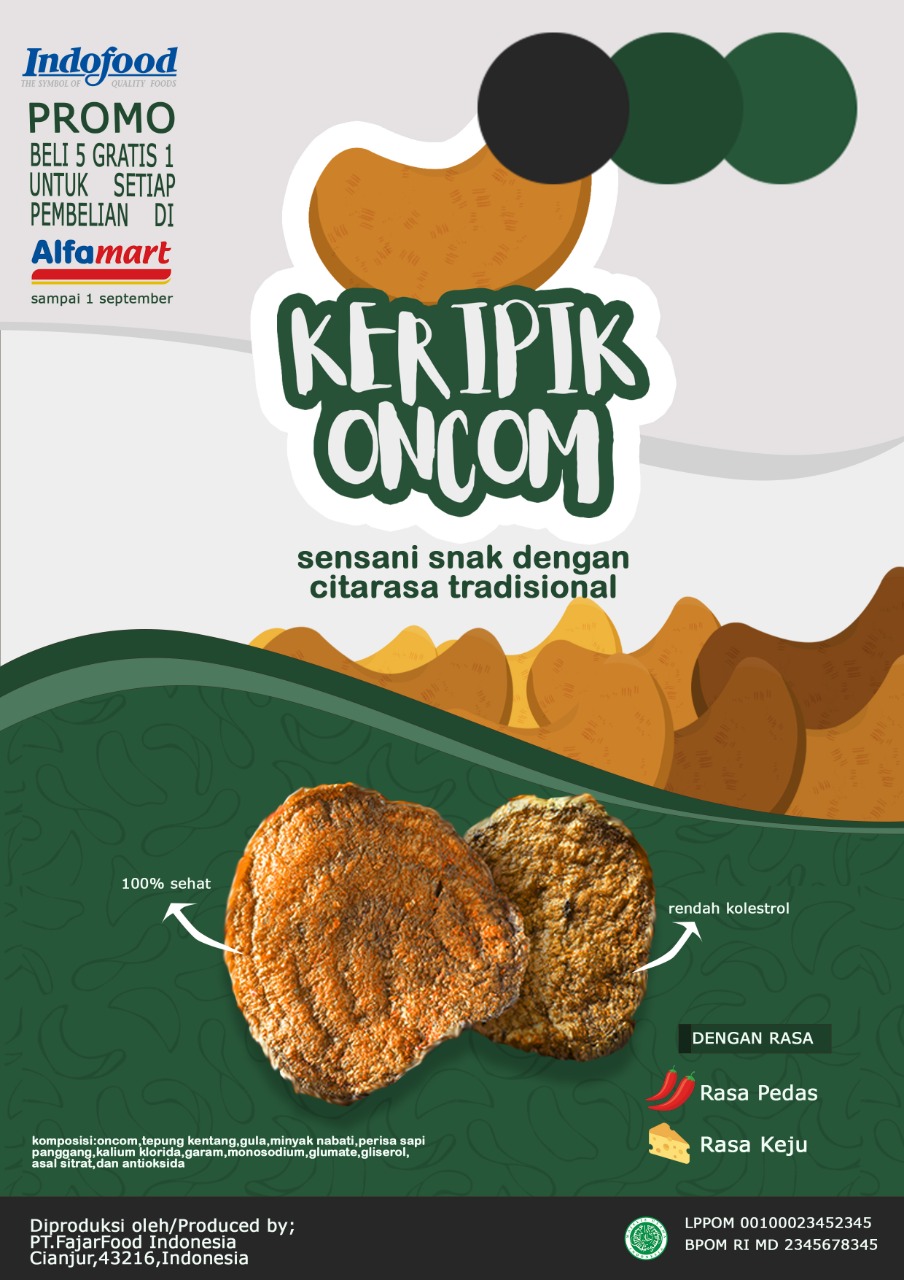 Indofood
THE SYMBOL OF QUALITY FOODS
PROMO
BELI 5 GRATIS 1
UNTUK SETIAP
PEMBELIAN DI
Alfamart
sampai 1 september
KERIPIK
ONCOM
sensani snak dengan
citarasa tradisional
100% sehat
rendah kolestrol
DENGAN RASA
Rasa Pedas
Rasa Keju
komposisi:oncom,tepung kentang,gula,minyak nabati,perisa sapi
panggang,kalium klorida,garam,monosodium,glumate,gliserol,
asal sitrat,dan antioksida
Diproduksi oleh/Produced by;
PT.FajarFood Indonesia
Cianjur,43216,Indonesia
LPPOM 00100023452345
BPOM RI MD 2345678345